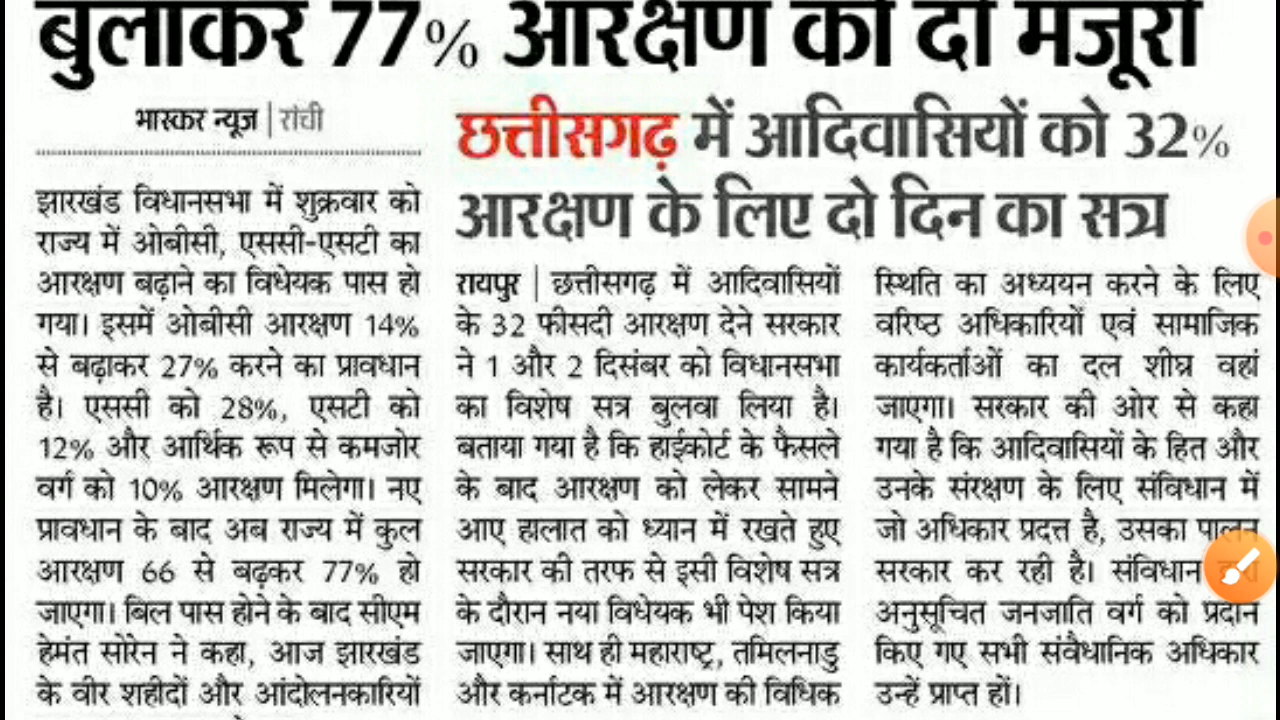 बुलाकर 77% आरक्षण को दी मंजूरी
भास्कर न्यूज | रांची
झारखंड विधानसभा में शुक्रवार को
राज्य में ओबीसी, एससी-एसटी का
आरक्षण बढ़ाने का विधेयक पास हो
गया। इसमें ओबीसी आरक्षण 14%
से बढ़ाकर 27% करने का प्रावधान
है। एससी को 28%, एसटी को
12% और आर्थिक रूप से कमजोर
वर्ग को 10% आरक्षण मिलेगा। नए
प्रावधान के बाद अब राज्य में कुल
आरक्षण 66 से बढ़कर 77% हो
जाएगा। बिल पास होने के बाद सीएम
हेमंत सोरेन ने कहा, आज झारखंड
के वीर शहीदों और आंदोलनकारियों
छत्तीसगढ़ में आदिवासियों को 32%
आरक्षण के लिए दो दिन का सत्र
रायपुर | छत्तीसगढ़ में आदिवासियों
के 32 फीसदी आरक्षण देने सरकार
ने 1 और 2 दिसंबर को विधानसभा
का विशेष सत्र बुलवा लिया है।
बताया गया है कि हाईकोर्ट के फैसले
के बाद आरक्षण को लेकर सामने
आए हालात को ध्यान में रखते हुए
सरकार की तरफ से इसी विशेष सत्र
के दौरान नया विधेयक भी पेश किया
जाएगा। साथ ही महाराष्ट्र, तमिलनाडु
और कर्नाटक में आरक्षण की विधिक
स्थिति का अध्ययन करने के लिए
वरिष्ठ अधिकारियों एवं सामाजिक
कार्यकर्ताओं का दल शीघ्र वहां
जाएगा। सरकार की ओर से कहा
गया है कि आदिवासियों के हित और
उनके संरक्षण के लिए संविधान में
जो अधिकार प्रदत्त है, उसका पालन
सरकार कर रही है। संविधान द्वारा
अनुसूचित जनजाति वर्ग को प्रदान
किए गए सभी संवैधानिक अधिकार
उन्हें प्राप्त हों।